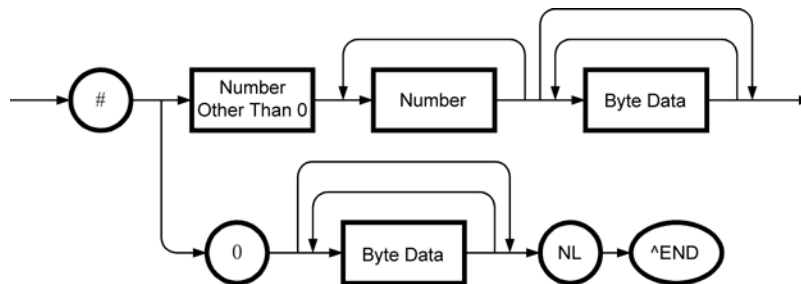 #
Number
Other Than 0
Number
Byte Data
0
Byte Data
NL
^END